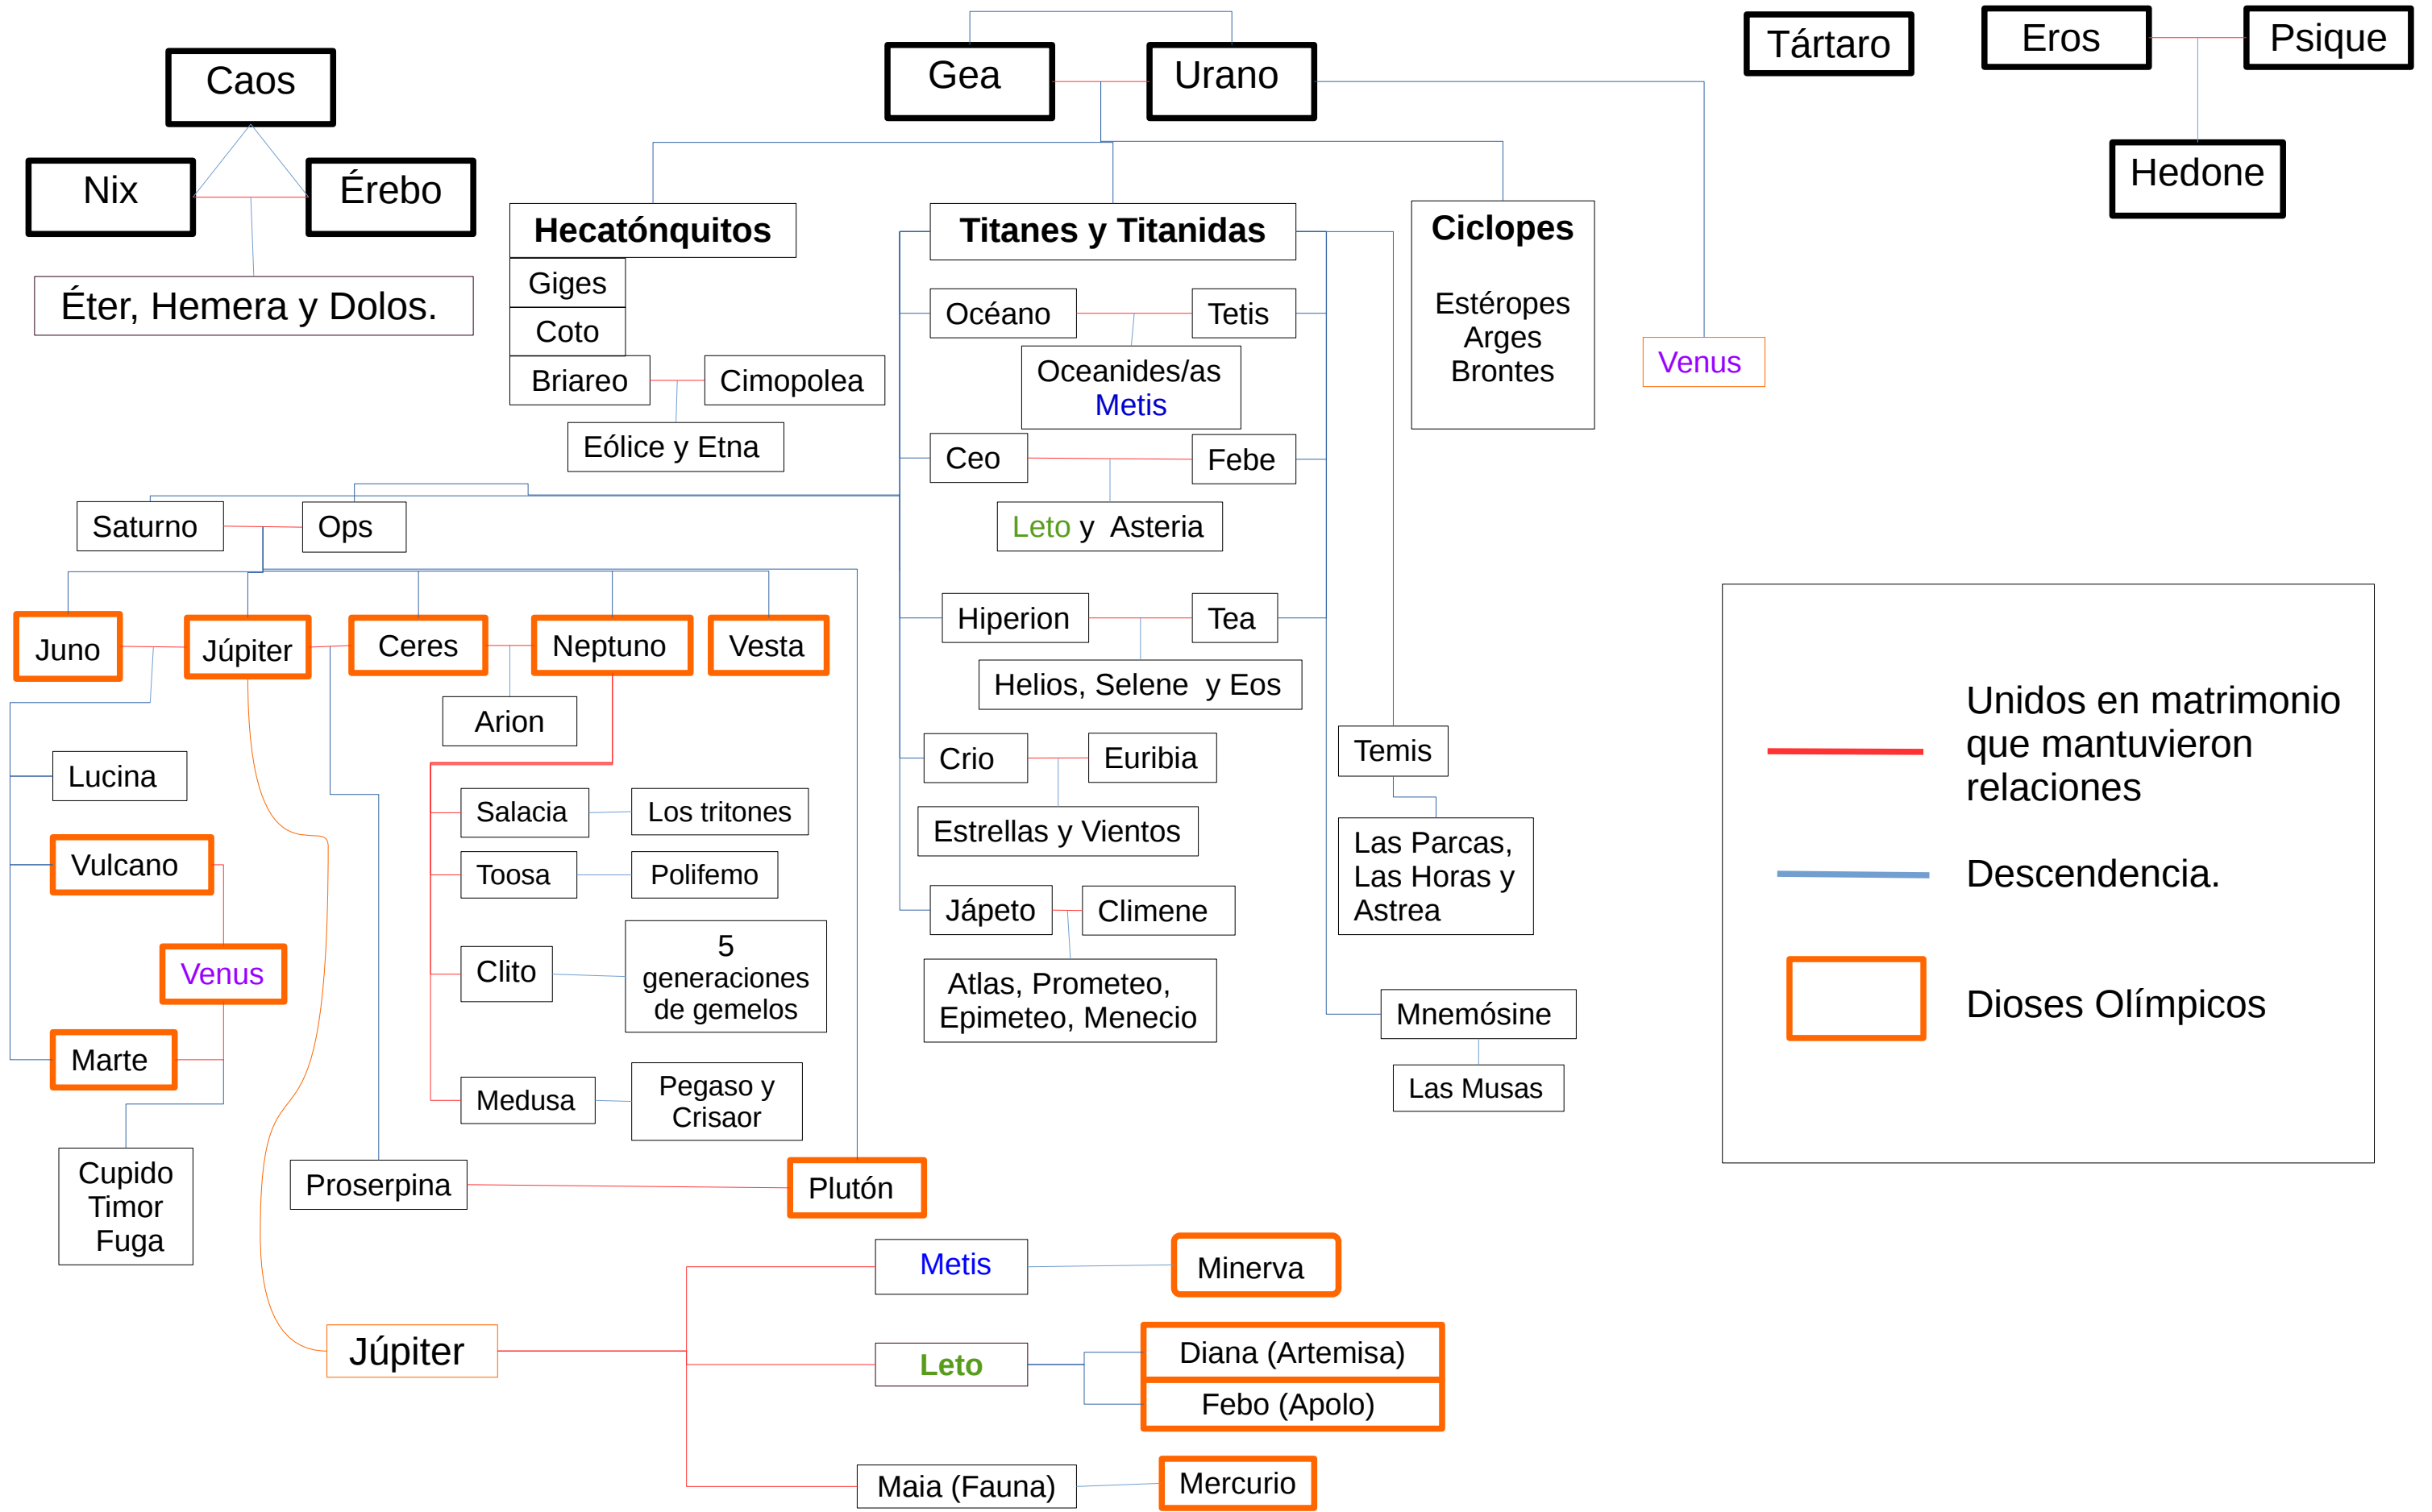 Caos
Gea
Urano
Tártaro
Eros
Psique
Nix
Érebo
Hedone
Éter, Hemera y Dolos.
Hecatónquitos
Giges
Coto
Briareo
Cimopolea
Eólice y Etna
Titanes y Titanidas
Océano
Tetis
Oceanides/as
Metis
Ceo
Febe
Leto y Asteria
Hiperion
Tea
Helios, Selene y Eos
Crio
Euribia
Estrellas y Vientos
Jápeto
Climene
Atlas, Prometeo,
Epimeteo, Menecio
Temis
Las Parcas,
Las Horas y
Astrea
Mnemósine
Las Musas
Ciclopes
Estéropes
Arges
Brontes
Venus
Saturno
Ops
Juno
Júpiter
Ceres
Neptuno
Vesta
Arion
Lucina
Vulcano
Venus
Marte
Cupido
Timor
Fuga
Salacia
Los tritones
Toosa
Polifemo
Clito
5
generaciones
de gemelos
Medusa
Pegaso y
Crisaor
Proserpina
Plutón
Júpiter
Metis
Minerva
Leto
Diana (Artemisa)
Febo (Apolo)
Maia (Fauna)
Mercurio
Unidos en matrimonio
que mantuvieron
relaciones
Descendencia.
Dioses Olímpicos